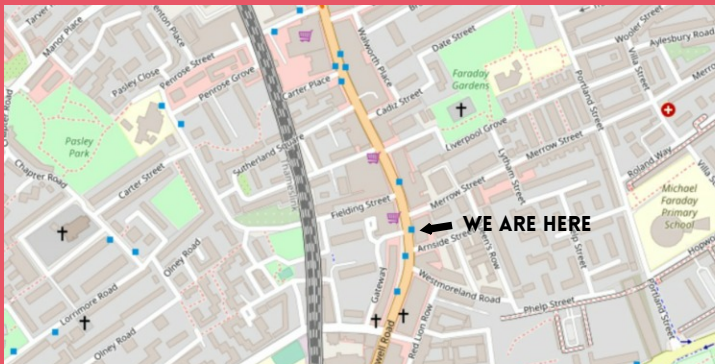 Manor Place
Penrose Street
Pasley Close
Penrose Grove
Carter Place
Walworth Place
Date Street
Cadiz Street
Faraday
Gardens
Wooler Street
Aylesbury Road
Villa Street
Portland Street
Liverpool Grove
Merrow Street
Lytham Street
Roland Way
Pasley
Park
Chapter Road
Carter Street
Sutherland Square
Fielding Street
Merrow Street
WE ARE HERE
Arnside Street
Michael
Faraday
Primary
School
Olney Road
Gateway
Westmoreland Road
Phelp Street
Lorrimore Road
Olney Road
Red Lion Row
Portland Street